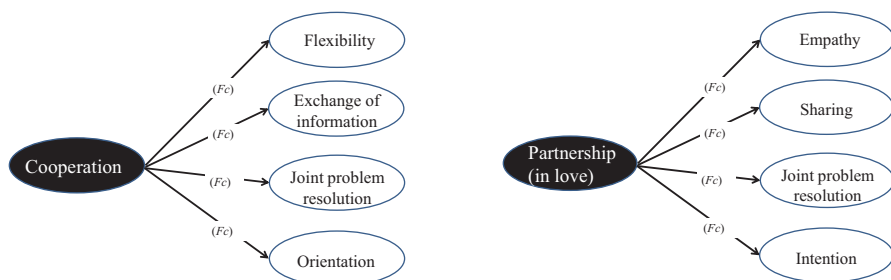 Flexibility
(Fc)
Exchange of
information
(Fc)
Cooperation
(Fc)
Joint problem
resolution
(Fc)
Orientation
Empathy
(Fc)
Sharing
(Fc)
Partnership
(in love)
(Fc)
Joint problem
resolution
(Fc)
Intention